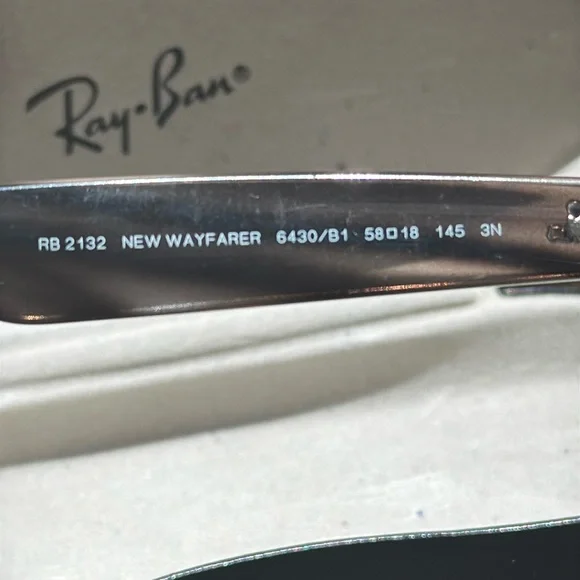 Ray-Ban®
RB 2132 NEW WAYFARER 6430/B1 58□18 145 3N